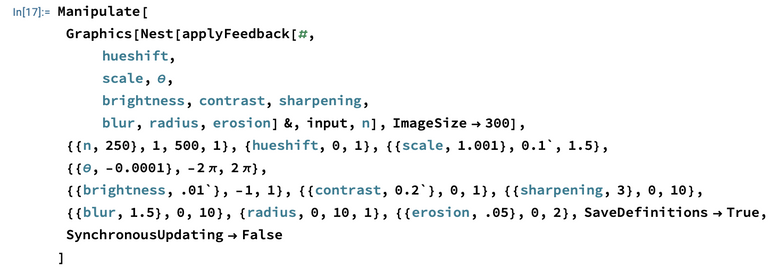 In[17]:= Manipulate[
Graphics[Nest[applyFeedback[#,
hueshift,
scale, θ,
brightness, contrast, sharpening,
blur, radius, erosion] &, input, n], ImageSize → 300],
{{n, 250}, 1, 500, 1}, {hueshift, 0, 1}, {{scale, 1.001}, 0.1`, 1.5},
{{θ, -0.0001}, -2 π, 2 π},
{{brightness, .01`}, -1, 1}, {{contrast, 0.2`}, 0, 1}, {{sharpening, 3}, 0, 10},
{{blur, 1.5}, 0, 10}, {radius, 0, 10, 1}, {{erosion, .05}, 0, 2}, SaveDefinitions → True,
SynchronousUpdating → False
]